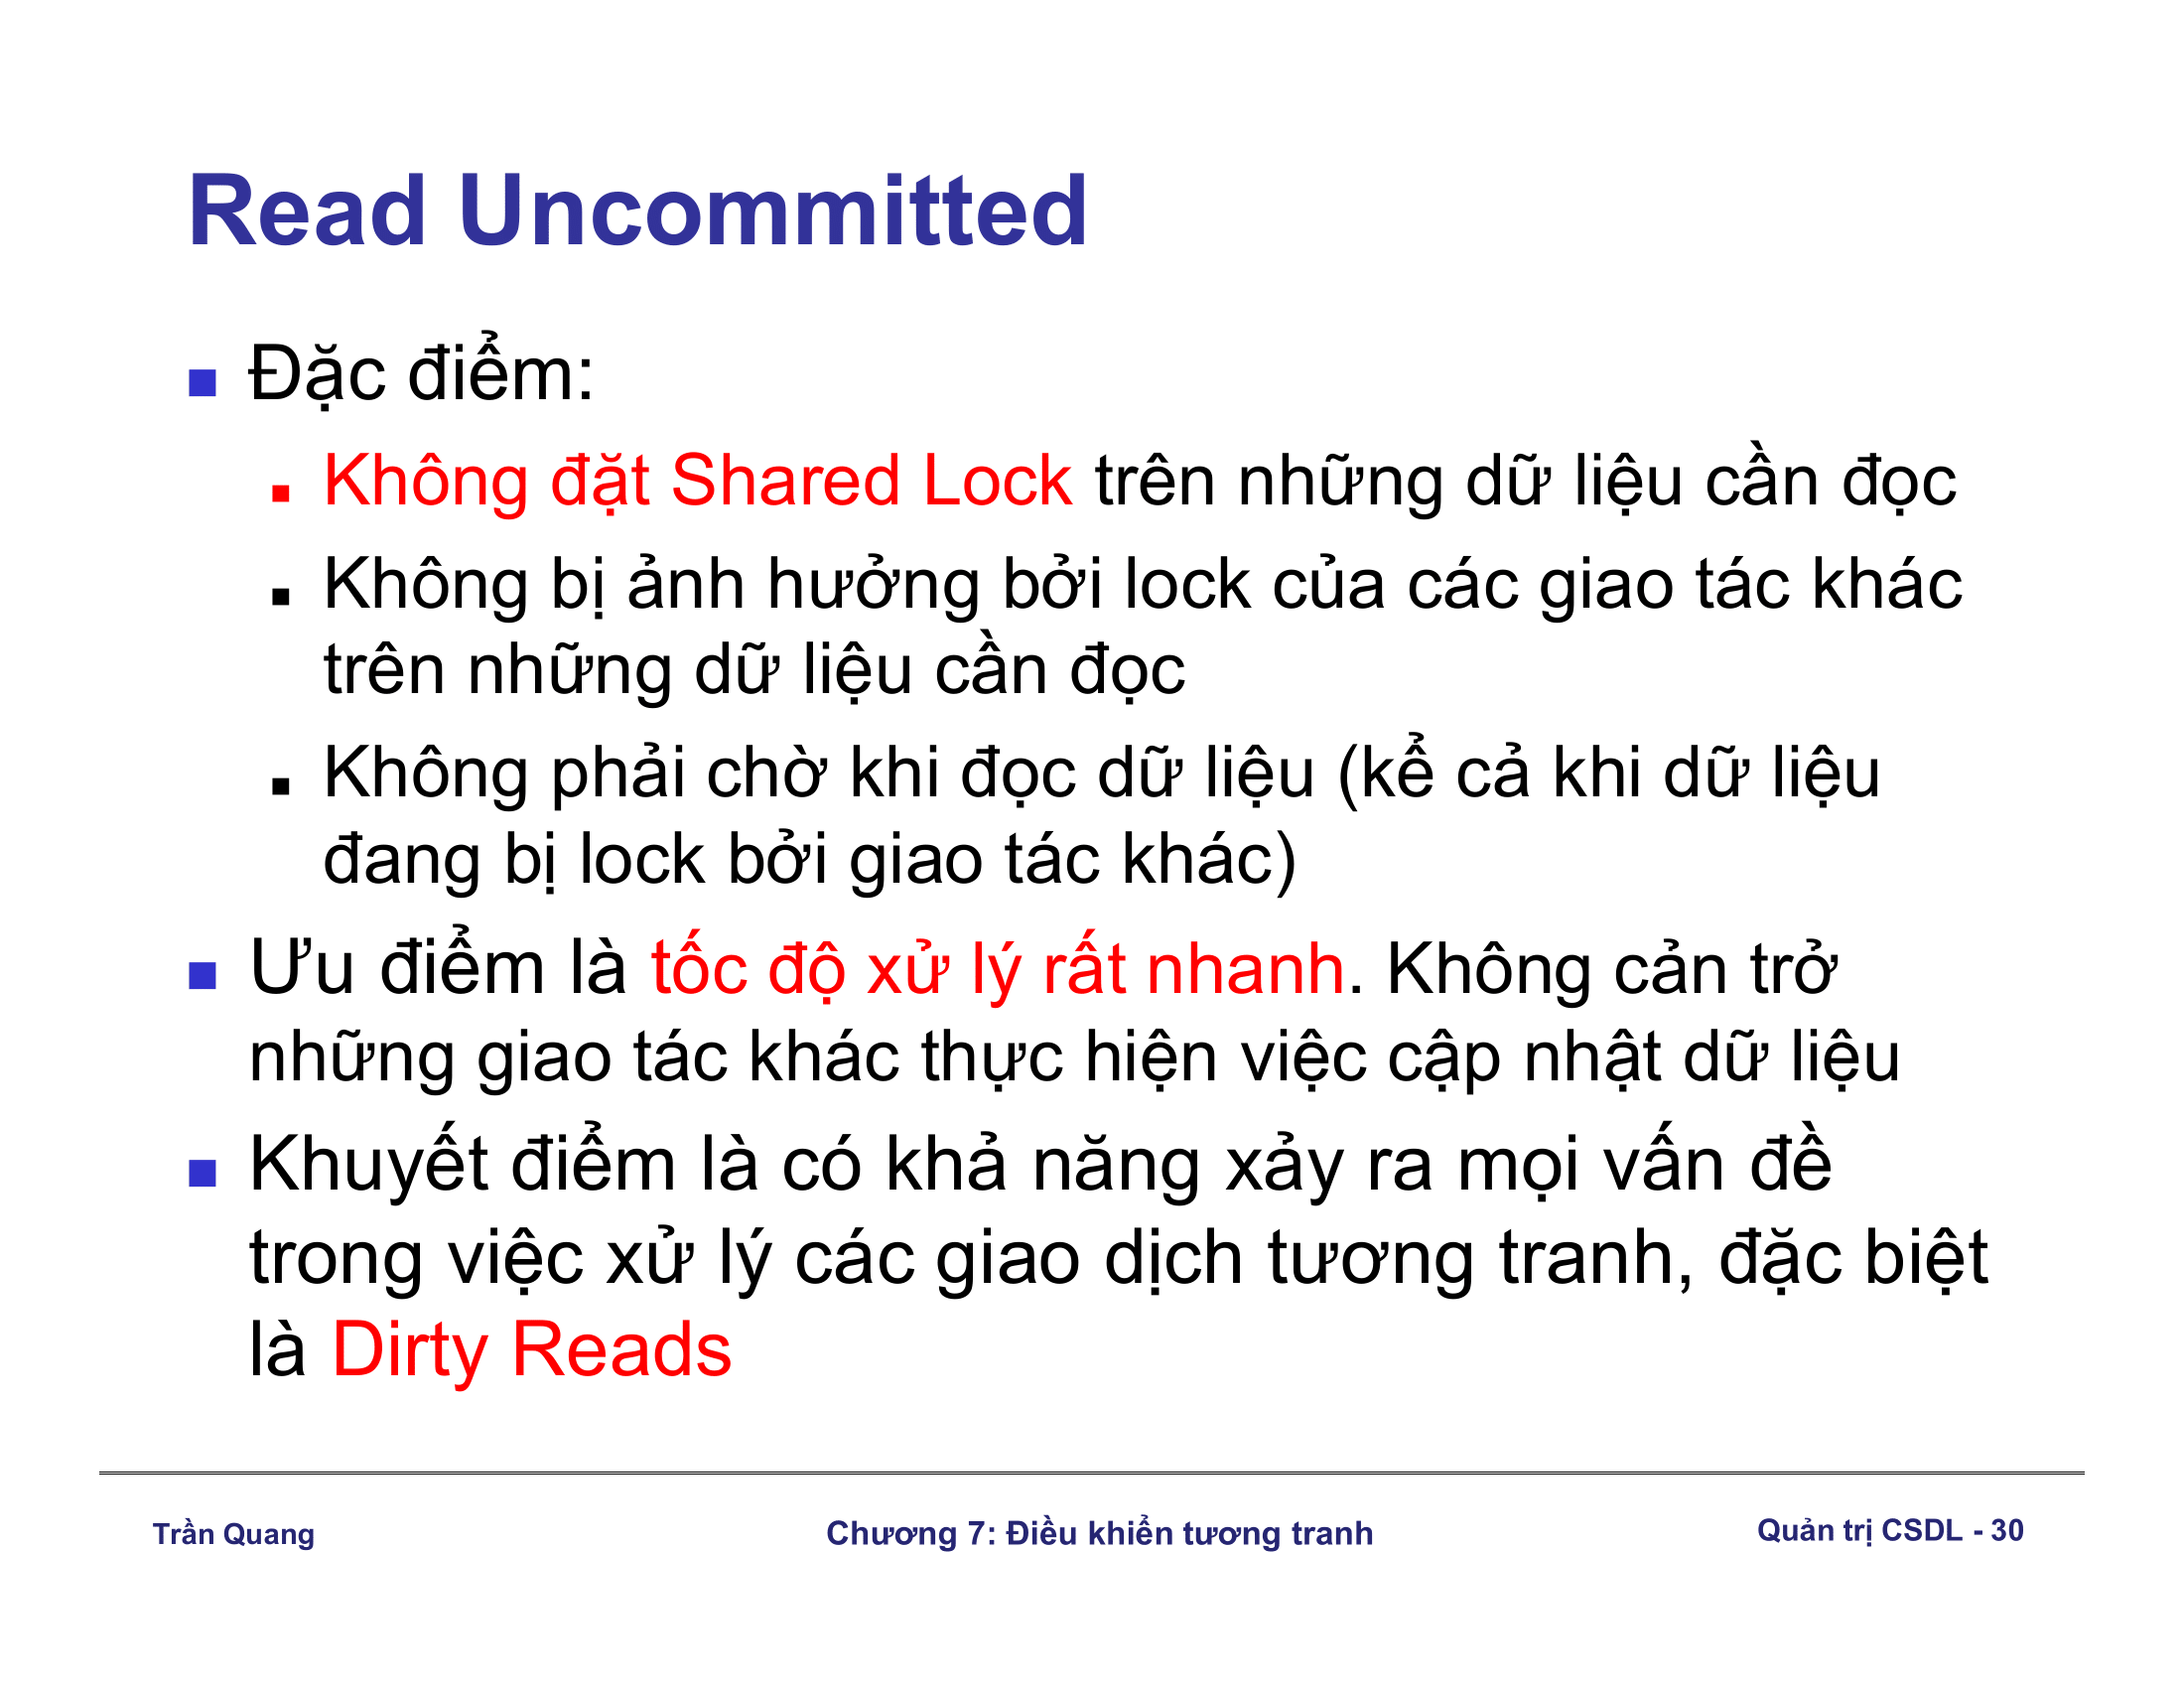 Read Uncommitted
Đặc điểm:
Không đặt Shared Lock trên những dữ liệu cần đọc
Không bị ảnh hưởng bởi lock của các giao tác khác
trên những dữ liệu cần đọc
Không phải chờ khi đọc dữ liệu (kể cả khi dữ liệu
đang bị lock bởi giao tác khác)
Ưu điểm là tốc độ xử lý rất nhanh. Không cản trở
những giao tác khác thực hiện việc cập nhật dữ liệu
Khuyết điểm là có khả năng xảy ra mọi vấn đề
trong việc xử lý các giao dịch tương tranh, đặc biệt
là Dirty Reads
Trần Quang
Chương 7: Điều khiển tương tranh
Quản trị CSDL - 30